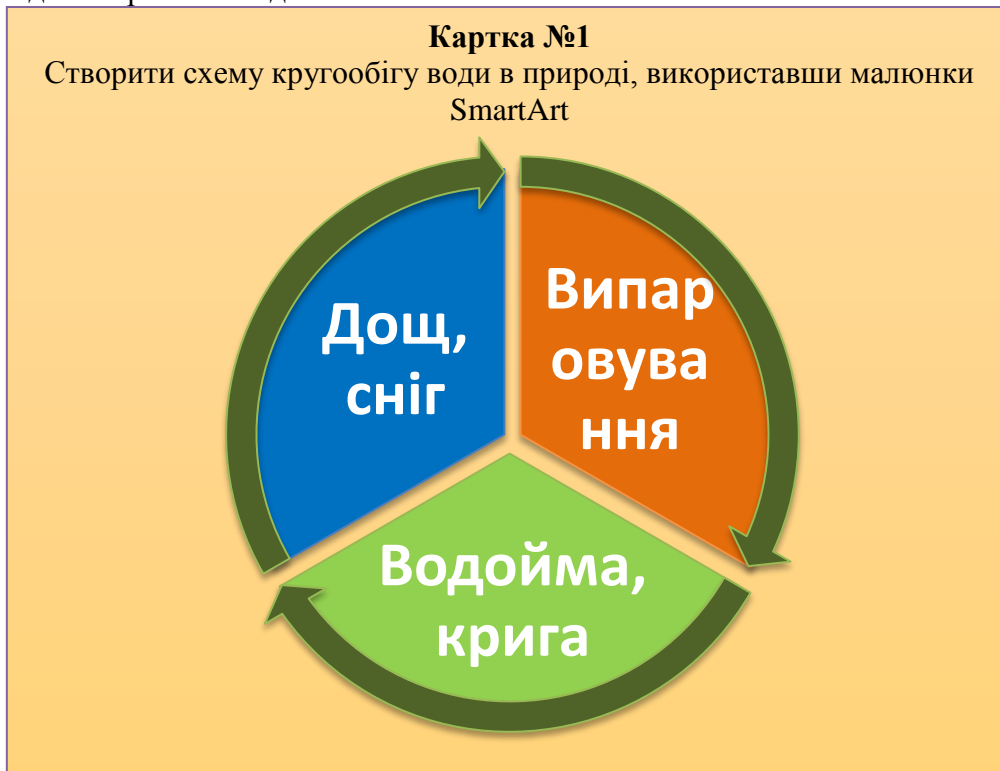 Картка №1
Створити схему кругообігу води в природі, використавши малюнки
SmartArt
Дощ,
сніг
Випар
овува
ння
Водойма,
крига